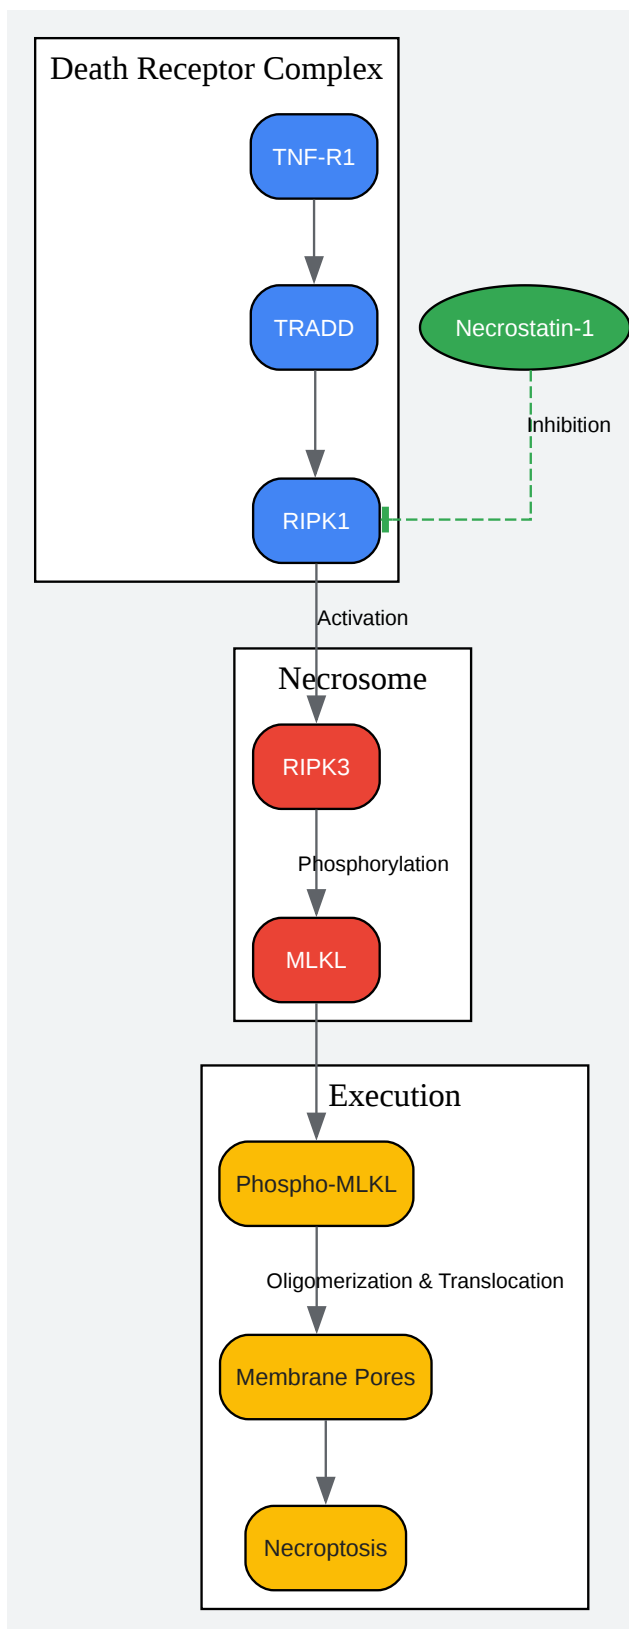 Death Receptor Complex
TNF-R1
TRADD
Necrostatin-1
Inhibition
RIPK1
Activation
Necrosome
RIPK3
Phosphorylation
MLKL
Execution
Phospho-MLKL
Oligomerization & Translocation
Membrane Pores
Necroptosis